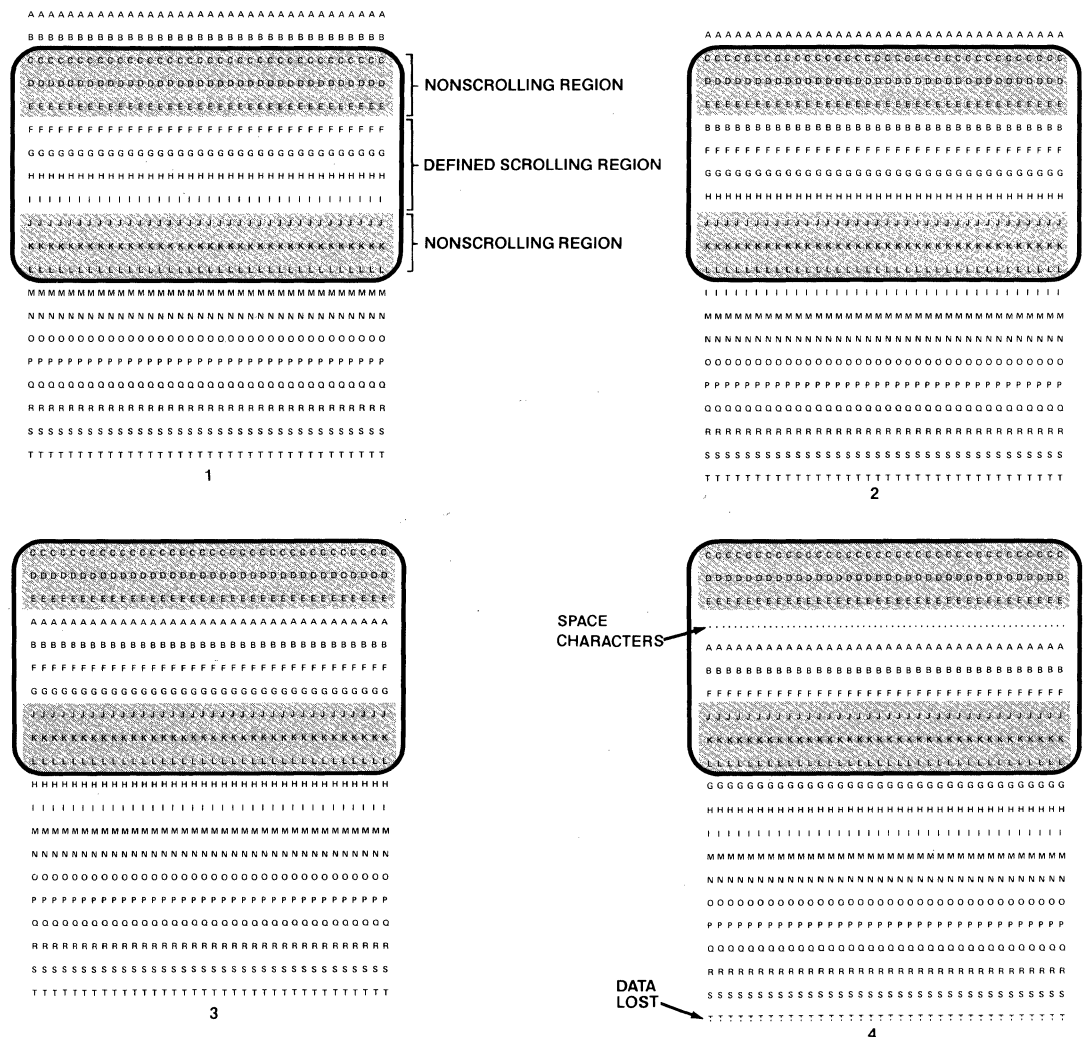 AAAAAAAAAAAAAAAAAAAAAAAAAAAAAAAAAAAA
BBBBBBBBBBBBBBBBBBBBBBBBBBBBBBBBBBBB
CCCCCCCCCCCCCCCCCCCCCCCCCCCCCCCCCCCC
DDDDDDDDDDDDDDDDDDDDDDDDDDDDDDDDDDDD
EEEEEEEEEEEEEEEEEEEEEEEEEEEEEEEEEEEE
FFFFFFFFFFFFFFFFFFFFFFFFFFFFFFFFFFFF
GGGGGGGGGGGGGGGGGGGGGGGGGGGGGGGGGGGG
HHHHHHHHHHHHHHHHHHHHHHHHHHHHHHHHHHHH
IIIIIIIIIIIIIIIIIIIIIIIIIIIIIIIIIIII
JJJJJJJJJJJJJJJJJJJJJJJJJJJJJJJJJJJJ
KKKKKKKKKKKKKKKKKKKKKKKKKKKKKKKKKKKK
LLLLLLLLLLLLLLLLLLLLLLLLLLLLLLLLLLLL
MMMMMMMMMMMMMMMMMMMMMMMMMMMMMMMMMMMM
NNNNNNNNNNNNNNNNNNNNNNNNNNNNNNNNNNNN
OOOOOOOOOOOOOOOOOOOOOOOOOOOOOOOOOOOO
PPPPPPPPPPPPPPPPPPPPPPPPPPPPPPPPPPPP
QQQQQQQQQQQQQQQQQQQQQQQQQQQQQQQQQQQQ
RRRRRRRRRRRRRRRRRRRRRRRRRRRRRRRRRRRR
SSSSSSSSSSSSSSSSSSSSSSSSSSSSSSSSSSSS
TTTTTTTTTTTTTTTTTTTTTTTTTTTTTTTTTTTT
1
NONSCROLLING REGION
DEFINED SCROLLING REGION
NONSCROLLING REGION
AAAAAAAAAAAAAAAAAAAAAAAAAAAAAAAAAAAA
CCCCCCCCCCCCCCCCCCCCCCCCCCCCCCCCCCCC
DDDDDDDDDDDDDDDDDDDDDDDDDDDDDDDDDDDD
EEEEEEEEEEEEEEEEEEEEEEEEEEEEEEEEEEEE
BBBBBBBBBBBBBBBBBBBBBBBBBBBBBBBBBBBB
FFFFFFFFFFFFFFFFFFFFFFFFFFFFFFFFFFFF
GGGGGGGGGGGGGGGGGGGGGGGGGGGGGGGGGGGG
HHHHHHHHHHHHHHHHHHHHHHHHHHHHHHHHHHHH
JJJJJJJJJJJJJJJJJJJJJJJJJJJJJJJJJJJJ
KKKKKKKKKKKKKKKKKKKKKKKKKKKKKKKKKKKK
LLLLLLLLLLLLLLLLLLLLLLLLLLLLLLLLLLLL
IIIIIIIIIIIIIIIIIIIIIIIIIIIIIIIIIIII
MMMMMMMMMMMMMMMMMMMMMMMMMMMMMMMMMMMM
NNNNNNNNNNNNNNNNNNNNNNNNNNNNNNNNNNNN
OOOOOOOOOOOOOOOOOOOOOOOOOOOOOOOOOOOO
PPPPPPPPPPPPPPPPPPPPPPPPPPPPPPPPPPPP
QQQQQQQQQQQQQQQQQQQQQQQQQQQQQQQQQQQQ
RRRRRRRRRRRRRRRRRRRRRRRRRRRRRRRRRRRR
SSSSSSSSSSSSSSSSSSSSSSSSSSSSSSSSSSSS
TTTTTTTTTTTTTTTTTTTTTTTTTTTTTTTTTTTT
2
CCCCCCCCCCCCCCCCCCCCCCCCCCCCCCCCCCCC
DDDDDDDDDDDDDDDDDDDDDDDDDDDDDDDDDDDD
EEEEEEEEEEEEEEEEEEEEEEEEEEEEEEEEEEEE
AAAAAAAAAAAAAAAAAAAAAAAAAAAAAAAAAAAA
BBBBBBBBBBBBBBBBBBBBBBBBBBBBBBBBBBBB
FFFFFFFFFFFFFFFFFFFFFFFFFFFFFFFFFFFF
GGGGGGGGGGGGGGGGGGGGGGGGGGGGGGGGGGGG
JJJJJJJJJJJJJJJJJJJJJJJJJJJJJJJJJJJJ
KKKKKKKKKKKKKKKKKKKKKKKKKKKKKKKKKKKK
LLLLLLLLLLLLLLLLLLLLLLLLLLLLLLLLLLLL
HHHHHHHHHHHHHHHHHHHHHHHHHHHHHHHHHHHH
IIIIIIIIIIIIIIIIIIIIIIIIIIIIIIIIIIII
MMMMMMMMMMMMMMMMMMMMMMMMMMMMMMMMMMMM
NNNNNNNNNNNNNNNNNNNNNNNNNNNNNNNNNNNN
OOOOOOOOOOOOOOOOOOOOOOOOOOOOOOOOOOOO
PPPPPPPPPPPPPPPPPPPPPPPPPPPPPPPPPPPP
QQQQQQQQQQQQQQQQQQQQQQQQQQQQQQQQQQQQ
RRRRRRRRRRRRRRRRRRRRRRRRRRRRRRRRRRRR
SSSSSSSSSSSSSSSSSSSSSSSSSSSSSSSSSSSS
TTTTTTTTTTTTTTTTTTTTTTTTTTTTTTTTTTTT
3
CCCCCCCCCCCCCCCCCCCCCCCCCCCCCCCCCCCC
DDDDDDDDDDDDDDDDDDDDDDDDDDDDDDDDDDDD
EEEEEEEEEEEEEEEEEEEEEEEEEEEEEEEEEEEE
SPACE
CHARACTERS
AAAAAAAAAAAAAAAAAAAAAAAAAAAAAAAAAAAA
BBBBBBBBBBBBBBBBBBBBBBBBBBBBBBBBBBBB
FFFFFFFFFFFFFFFFFFFFFFFFFFFFFFFFFFFF
JJJJJJJJJJJJJJJJJJJJJJJJJJJJJJJJJJJJ
KKKKKKKKKKKKKKKKKKKKKKKKKKKKKKKKKKKK
LLLLLLLLLLLLLLLLLLLLLLLLLLLLLLLLLLLL
GGGGGGGGGGGGGGGGGGGGGGGGGGGGGGGGGGGG
HHHHHHHHHHHHHHHHHHHHHHHHHHHHHHHHHHHH
IIIIIIIIIIIIIIIIIIIIIIIIIIIIIIIIIIII
MMMMMMMMMMMMMMMMMMMMMMMMMMMMMMMMMMMM
NNNNNNNNNNNNNNNNNNNNNNNNNNNNNNNNNNNN
OOOOOOOOOOOOOOOOOOOOOOOOOOOOOOOOOOOO
PPPPPPPPPPPPPPPPPPPPPPPPPPPPPPPPPPPP
QQQQQQQQQQQQQQQQQQQQQQQQQQQQQQQQQQQQ
RRRRRRRRRRRRRRRRRRRRRRRRRRRRRRRRRRRR
SSSSSSSSSSSSSSSSSSSSSSSSSSSSSSSSSSSS
DATA
LOST
TTTTTTTTTTTTTTTTTTTTTTTTTTTTTTTTTTTT
4